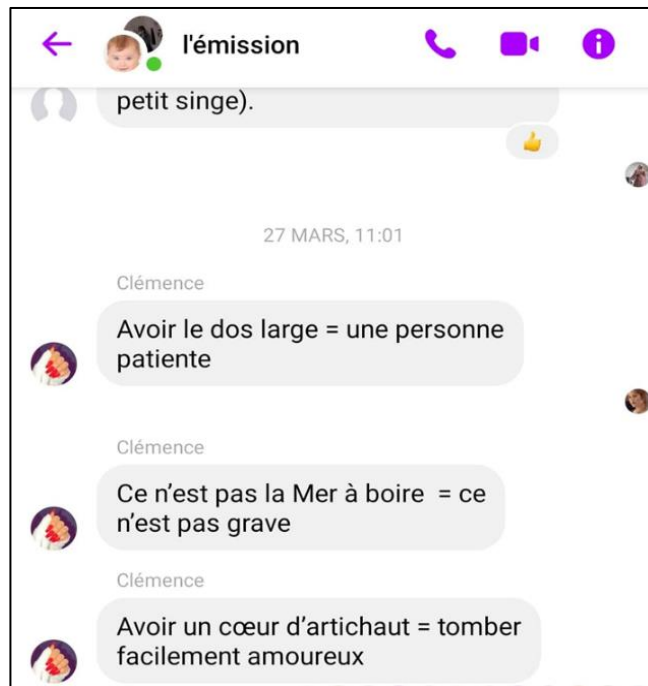 l'émission
petit singe).
27 MARS, 11:01
Clémence
Avoir le dos large = une personne
patiente
Clémence
Ce n'est pas la Mer à boire = ce
n'est pas grave
Clémence
Avoir un cœur d'artichaut = tomber
facilement amoureux